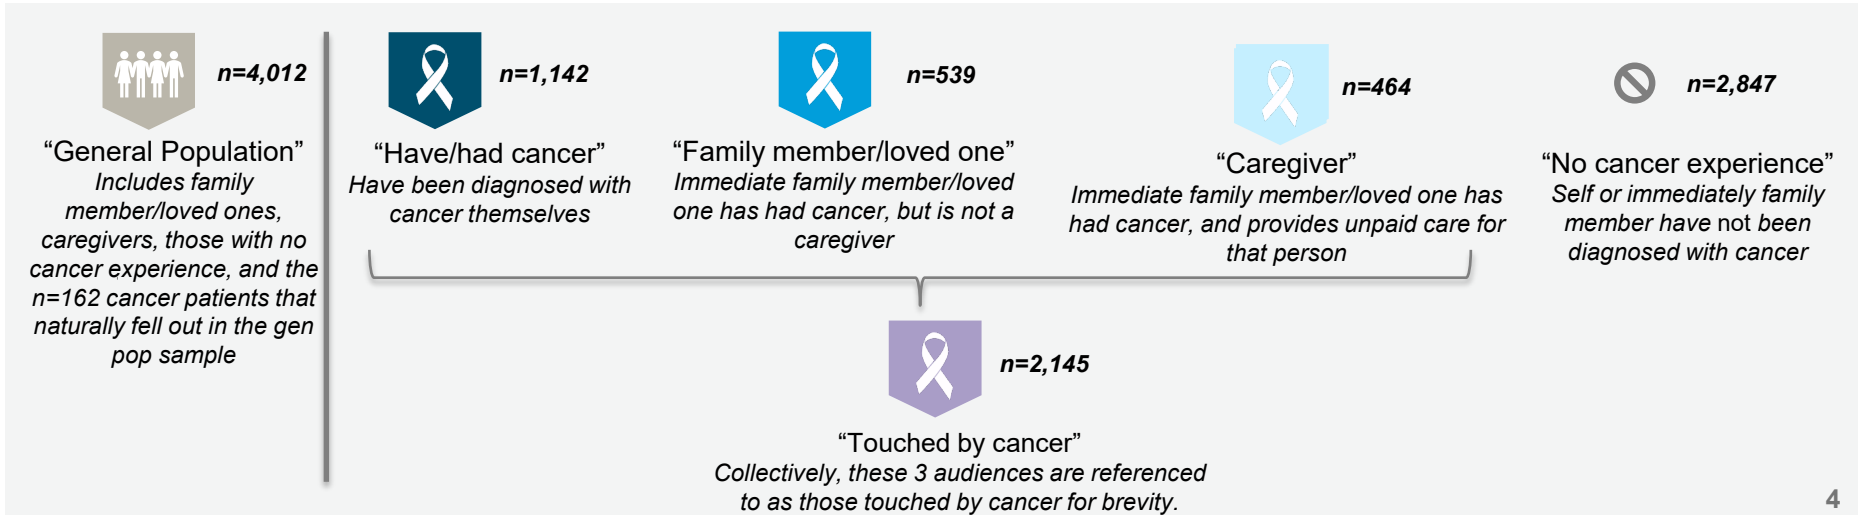 n=4,012
“General Population”
Includes family
member/loved ones,
caregivers, those with no
cancer experience, and the
n=162 cancer patients that
naturally fell out in the gen
pop sample
n=1,142
“Have/had cancer”
Have been diagnosed with
cancer themselves
n=539
“Family member/loved one”
Immediate family member/loved
one has had cancer, but is not a
caregiver
n=464
“Caregiver”
Immediate family member/loved one has
had cancer, and provides unpaid care for
that person
n=2,847
“No cancer experience”
Self or immediately family
member have not been
diagnosed with cancer
n=2,145
“Touched by cancer”
Collectively, these 3 audiences are referenced
to as those touched by cancer for brevity.
4